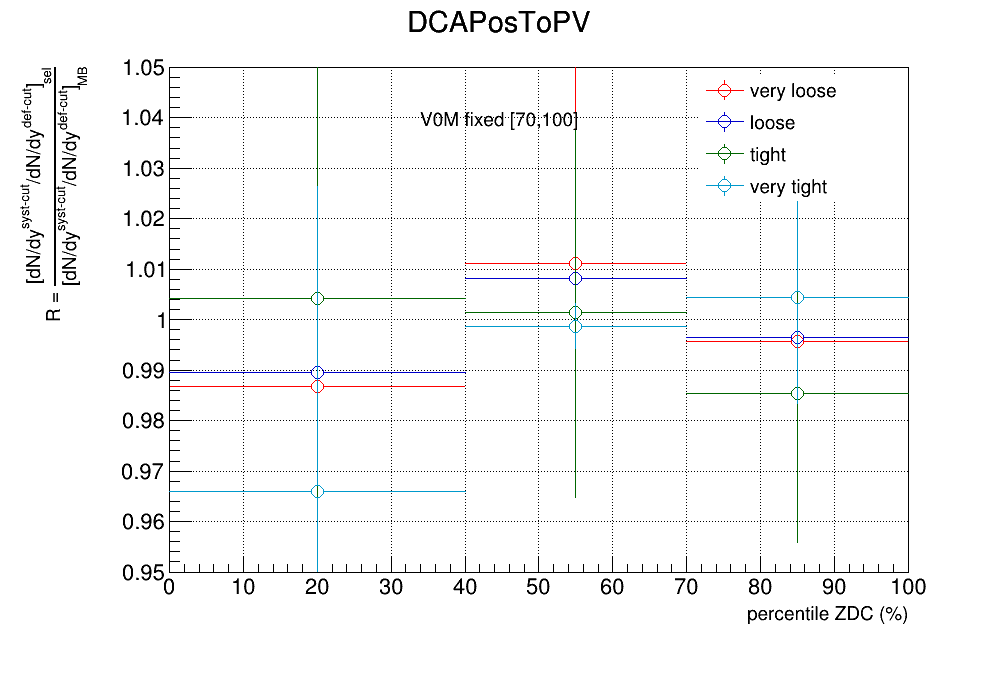 DCAPosToPV
R = [dN/dy^syst-cut/dN/dy^def-cut]_sel
[dN/dy^syst-cut/dN/dy^def-cut]_MB
1.05
1.04
1.03
1.02
1.01
1
0.99
0.98
0.97
0.96
0.95
V0M fixed [70,100]
very loose
loose
tight
very tight
0 10 20 30 40 50 60 70 80 90 100
percentile ZDC (%)